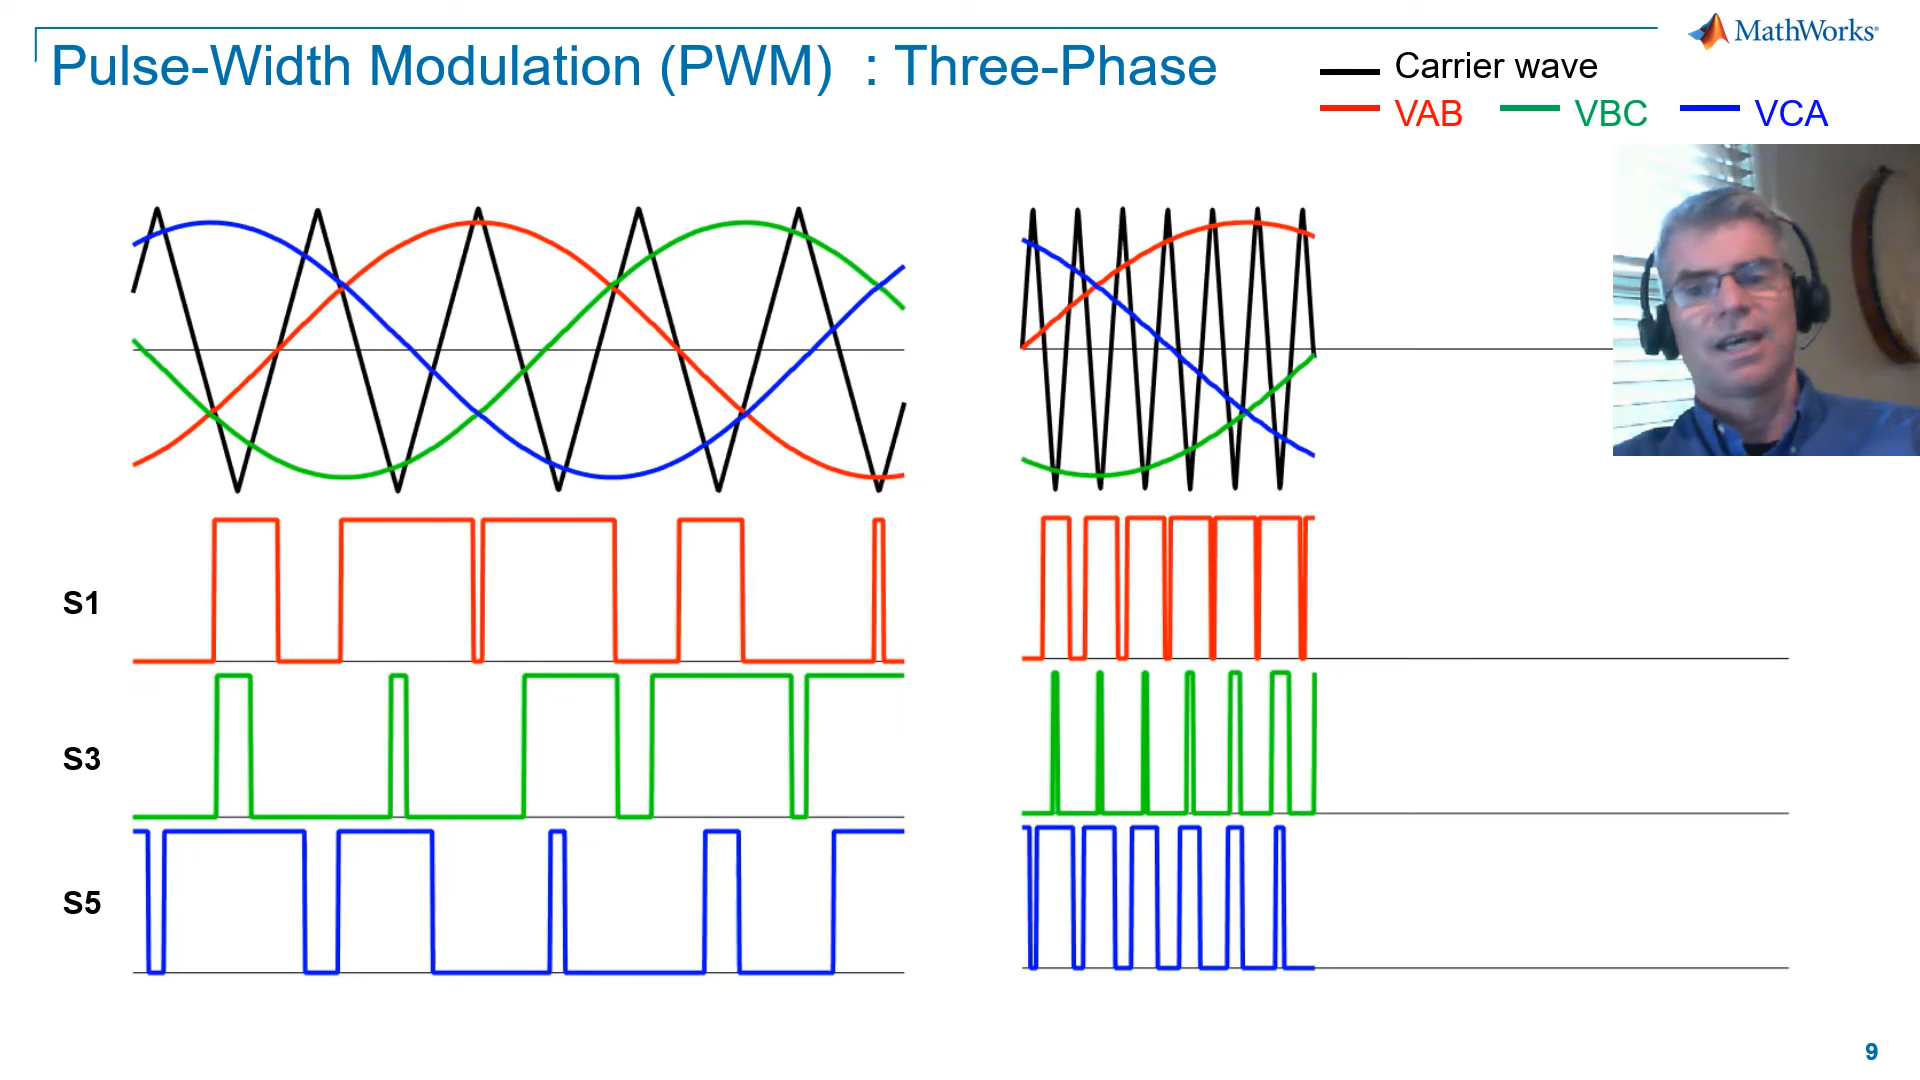 MathWorks®
Pulse-Width Modulation (PWM) : Three-Phase
Carrier wave
VAB VBC VCA
S1
S3
S5
9